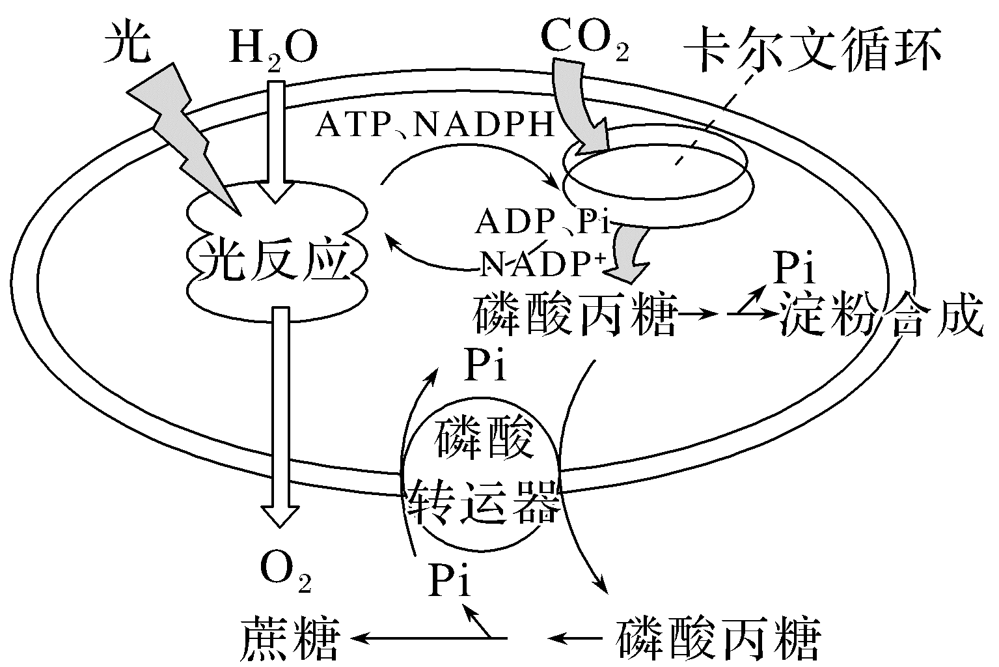 光 H₂O CO₂ 卡尔文循环
ATP、NADPH
ADP、Pi
NADP⁺
光反应
Pi
磷酸丙糖 淀粉合成
Pi
磷酸
转运器
O₂
Pi
蔗糖 磷酸丙糖